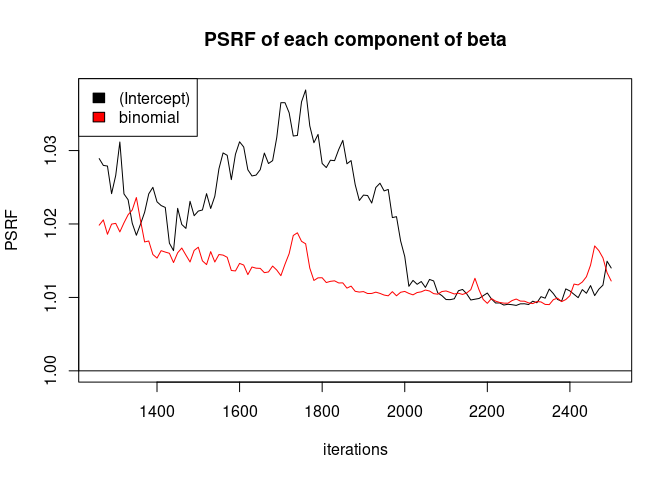 PSRF of each component of beta
(Intercept)
binomial
PSRF
1.03
1.02
1.01
1.00
1400 1600 1800 2000 2200 2400
iterations